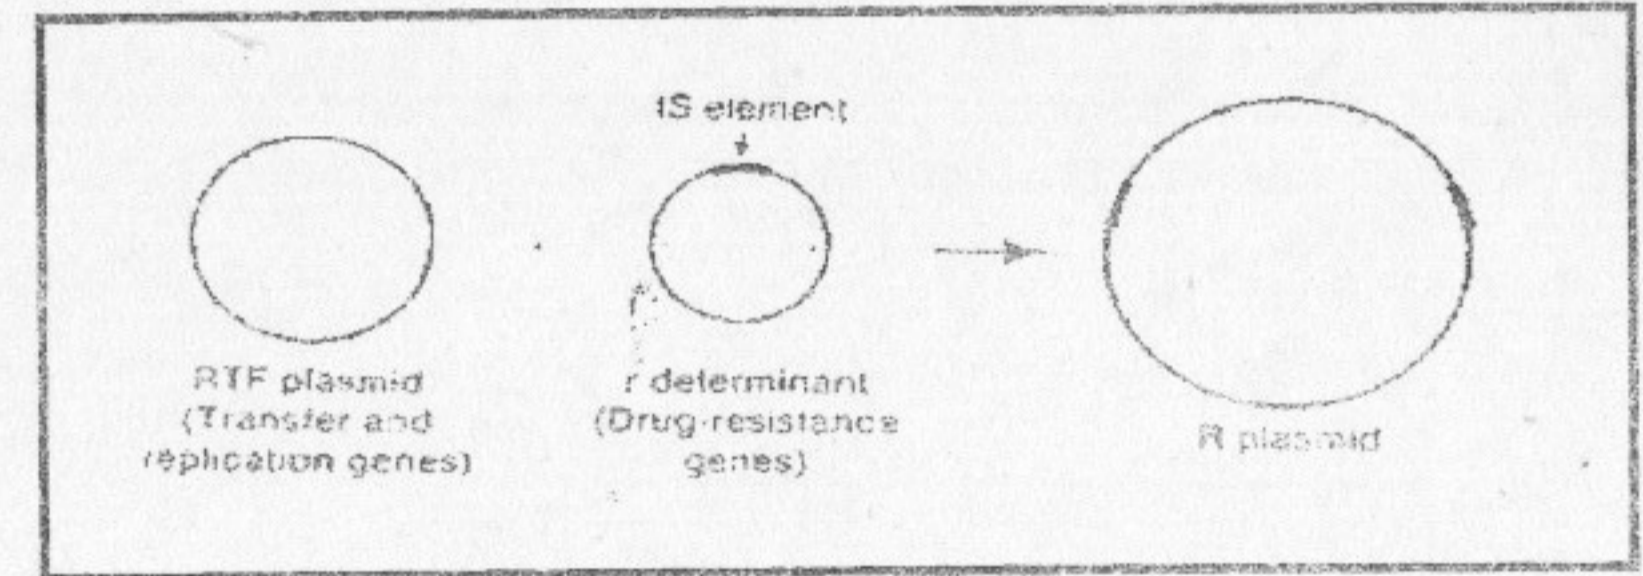 IS element
RTF plasmid
(Transfer and
replication genes)
r determinant
(Drug-resistance
genes)
R plasmid